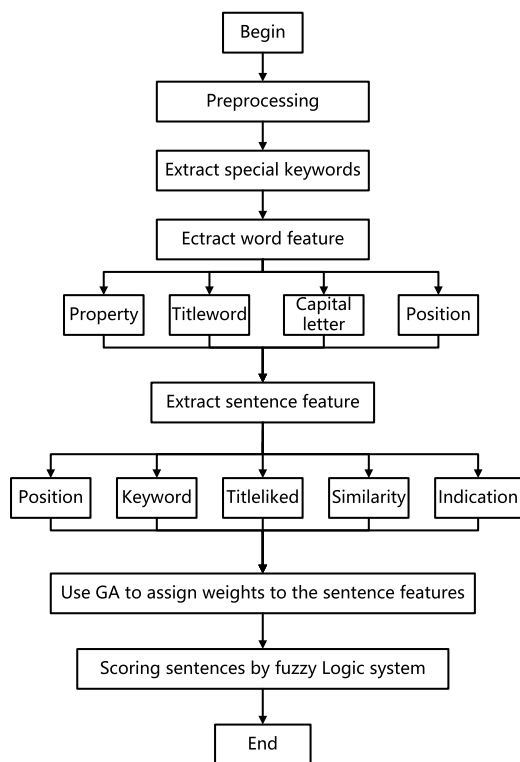 Begin
Preprocessing
Extract special keywords
Ectract word feature
Property
Titleword
Capital
letter
Position
Extract sentence feature
Position
Keyword
Titleliked
Similarity
Indication
Use GA to assign weights to the sentence features
Scoring sentences by fuzzy Logic system
End